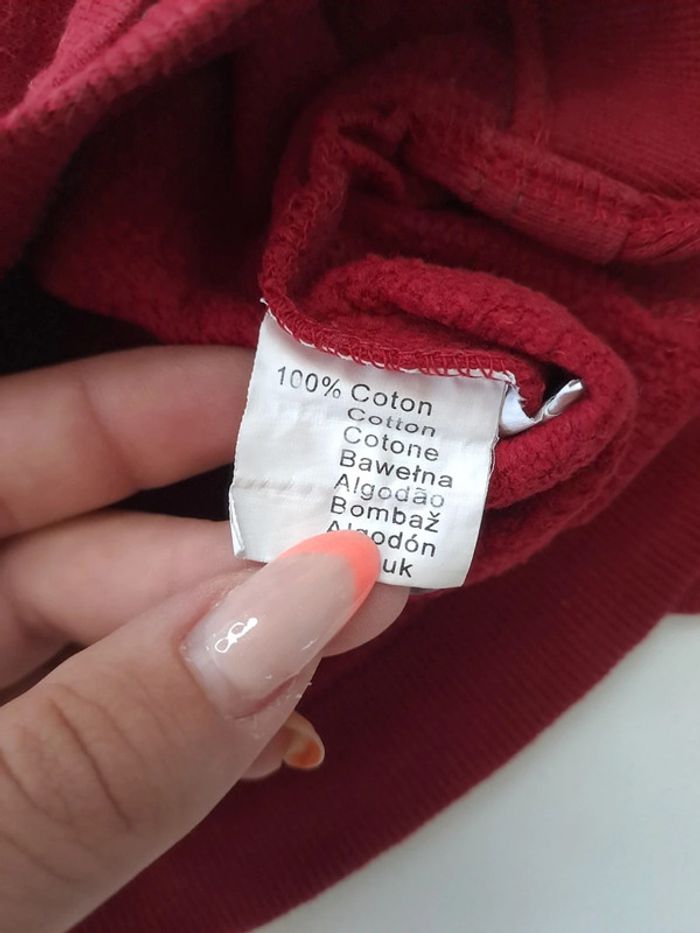 100% Coton
Cotton
Cotone
Bawełna
Algodão
Bombaž
Algodón